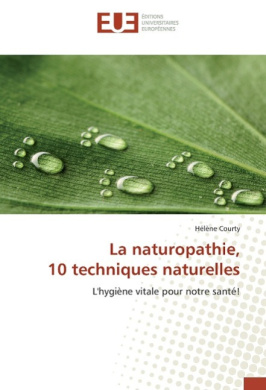 EUE
ÉDITIONS
UNIVERSITAIRES
EUROPÉENNES
Hélène Courty
La naturopathie,
10 techniques naturelles
L'hygiène vitale pour notre santé!